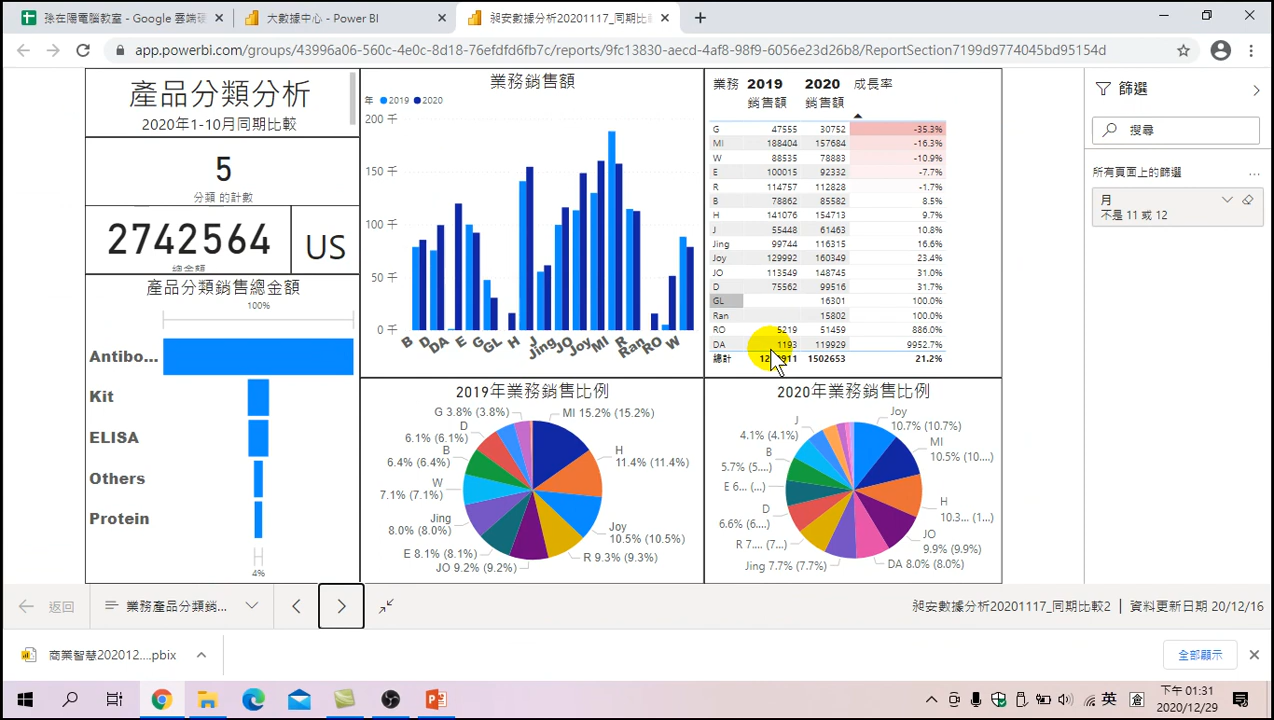 孫在陽電腦教室 - Google 雲端硬
大數據中心 - Power BI
昶安數據分析20201117_同期比
app.powerbi.com/groups/43996a06-560c-4e0c-8d18-76efdfd6fb7c/reports/9fc13830-aecd-4af8-98f9-6056e23d26b8/ReportSection7199d9774045bd95154d
產品分類分析
2020年1-10月同期比較
5
分類 的計數
2742564
總金額
US
產品分類銷售總金額
100%
Antibo...
Kit
ELISA
Others
Protein
4%
業務銷售額
年 2019 2020
200 千
150 千
100 千
50 千
0 千
B D DA E G GL H J Jing JO Joy MI R Ran RO W
業務 2019 銷售額 2020 銷售額 成長率
G 47555 30752 -35.3%
MI 188404 157684 -16.3%
W 88535 78883 -10.9%
E 100015 92332 -7.7%
R 114757 112828 -1.7%
B 78862 85582 8.5%
H 141076 154713 9.7%
J 55448 61463 10.8%
Jing 99744 116315 16.6%
Joy 129992 160349 23.4%
JO 113549 148745 31.0%
D 75562 99516 31.7%
GL 16301 100.0%
Ran 15802 100.0%
RO 5219 51459 886.0%
DA 1193 119929 9952.7%
總計 1502653 21.2%
2019年業務銷售比例
G 3.8% (3.8%)
MI 15.2% (15.2%)
D
6.1% (6.1%)
H
11.4% (11.4%)
B
6.4% (6.4%)
W
7.1% (7.1%)
Jing
8.0% (8.0%)
Joy
10.5% (10.5%)
E 8.1% (8.1%)
R 9.3% (9.3%)
JO 9.2% (9.2%)
2020年業務銷售比例
Joy
10.7% (10.7%)
J
4.1% (4.1%)
MI
10.5% (10....)
B
5.7% (5....)
E 6... (...)
H
10.3... (1...)
D
6.6% (6....)
R 7.... (7...)
JO
9.9% (9.9%)
Jing 7.7% (7.7%)
DA 8.0% (8.0%)
篩選
搜尋
所有頁面上的篩選
...
月
不是 11 或 12
返回
業務產品分類銷...
昶安數據分析20201117_同期比較2 | 資料更新日期 20/12/16
商業智慧202012....pbix
全部顯示
英
倉
下午 01:31
2020/12/29